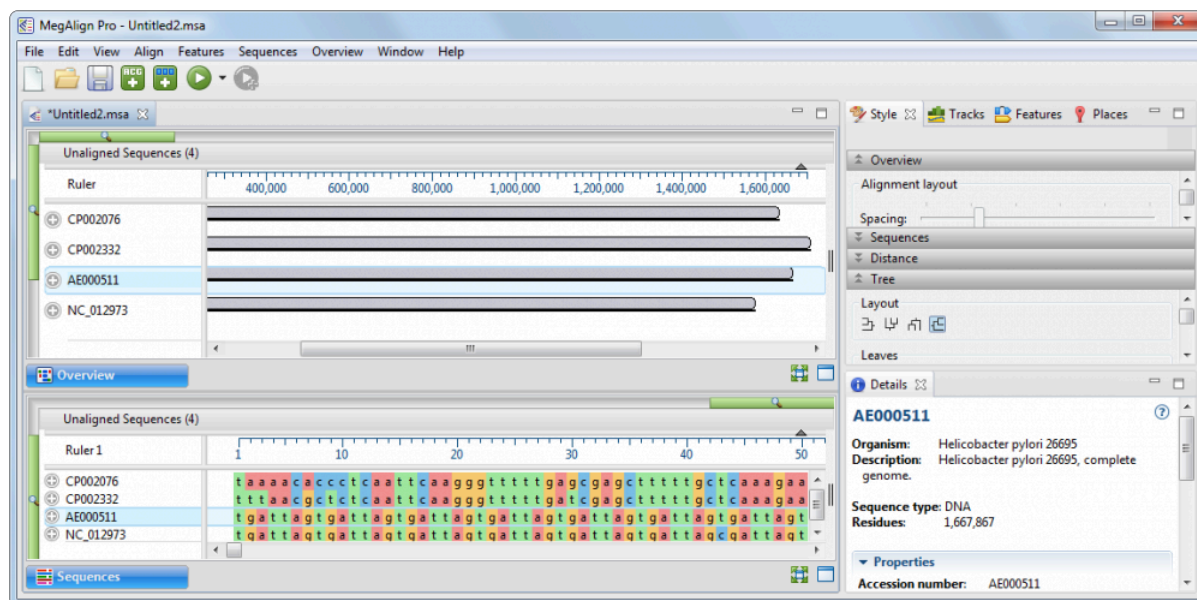 MegAlign Pro - Untitled2.msa
File Edit View Align Features Sequences Overview Window Help
*Untitled2.msa
Unaligned Sequences (4)
Ruler
400,000 600,000 800,000 1,000,000 1,200,000 1,400,000 1,600,000
CP002076
CP002332
AE000511
NC_012973
Overview
Unaligned Sequences (4)
Ruler 1
1 10 20 30 40 50
CP002076 taaaacaccctcaattcaagggtttttgagcgagctttttgctcaaagaa
CP002332 tttaacgctctcaattcaagggtttttgatcgagctttttgctcaaagaa
AE000511 tgattagtgattagtgattagtgattagtgattagtgattagtgattagt
NC_012973 tgattagtgattagtgattagtgattagtgattagtgattagcgattagt
Sequences
Style Tracks Features Places
Overview
Alignment layout
Spacing:
Sequences
Distance
Tree
Layout
Leaves
Details
AE000511
Organism: Helicobacter pylori 26695
Description: Helicobacter pylori 26695, complete
genome.
Sequence type: DNA
Residues: 1,667,867
Properties
Accession number: AE000511